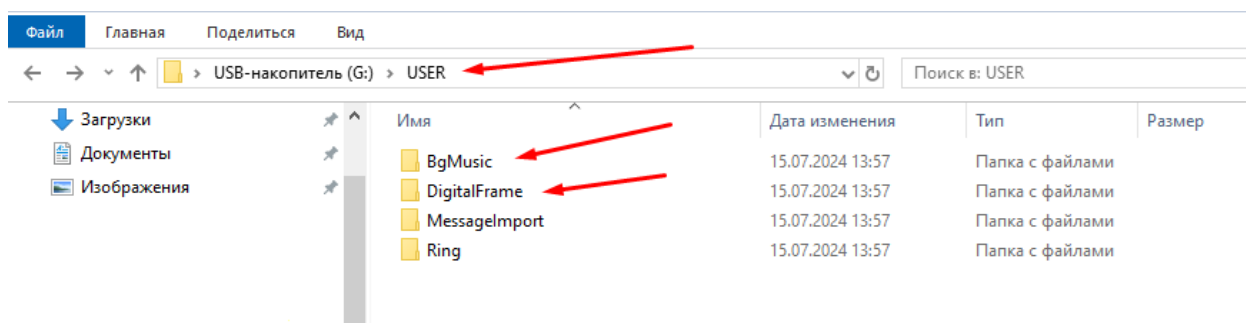 Файл Главная Поделиться Вид
USB-накопитель (G:) › USER Поиск в: USER
Загрузки
Документы
Изображения
Имя Дата изменения Тип Размер
BgMusic 15.07.2024 13:57 Папка с файлами
DigitalFrame 15.07.2024 13:57 Папка с файлами
MessageImport 15.07.2024 13:57 Папка с файлами
Ring 15.07.2024 13:57 Папка с файлами